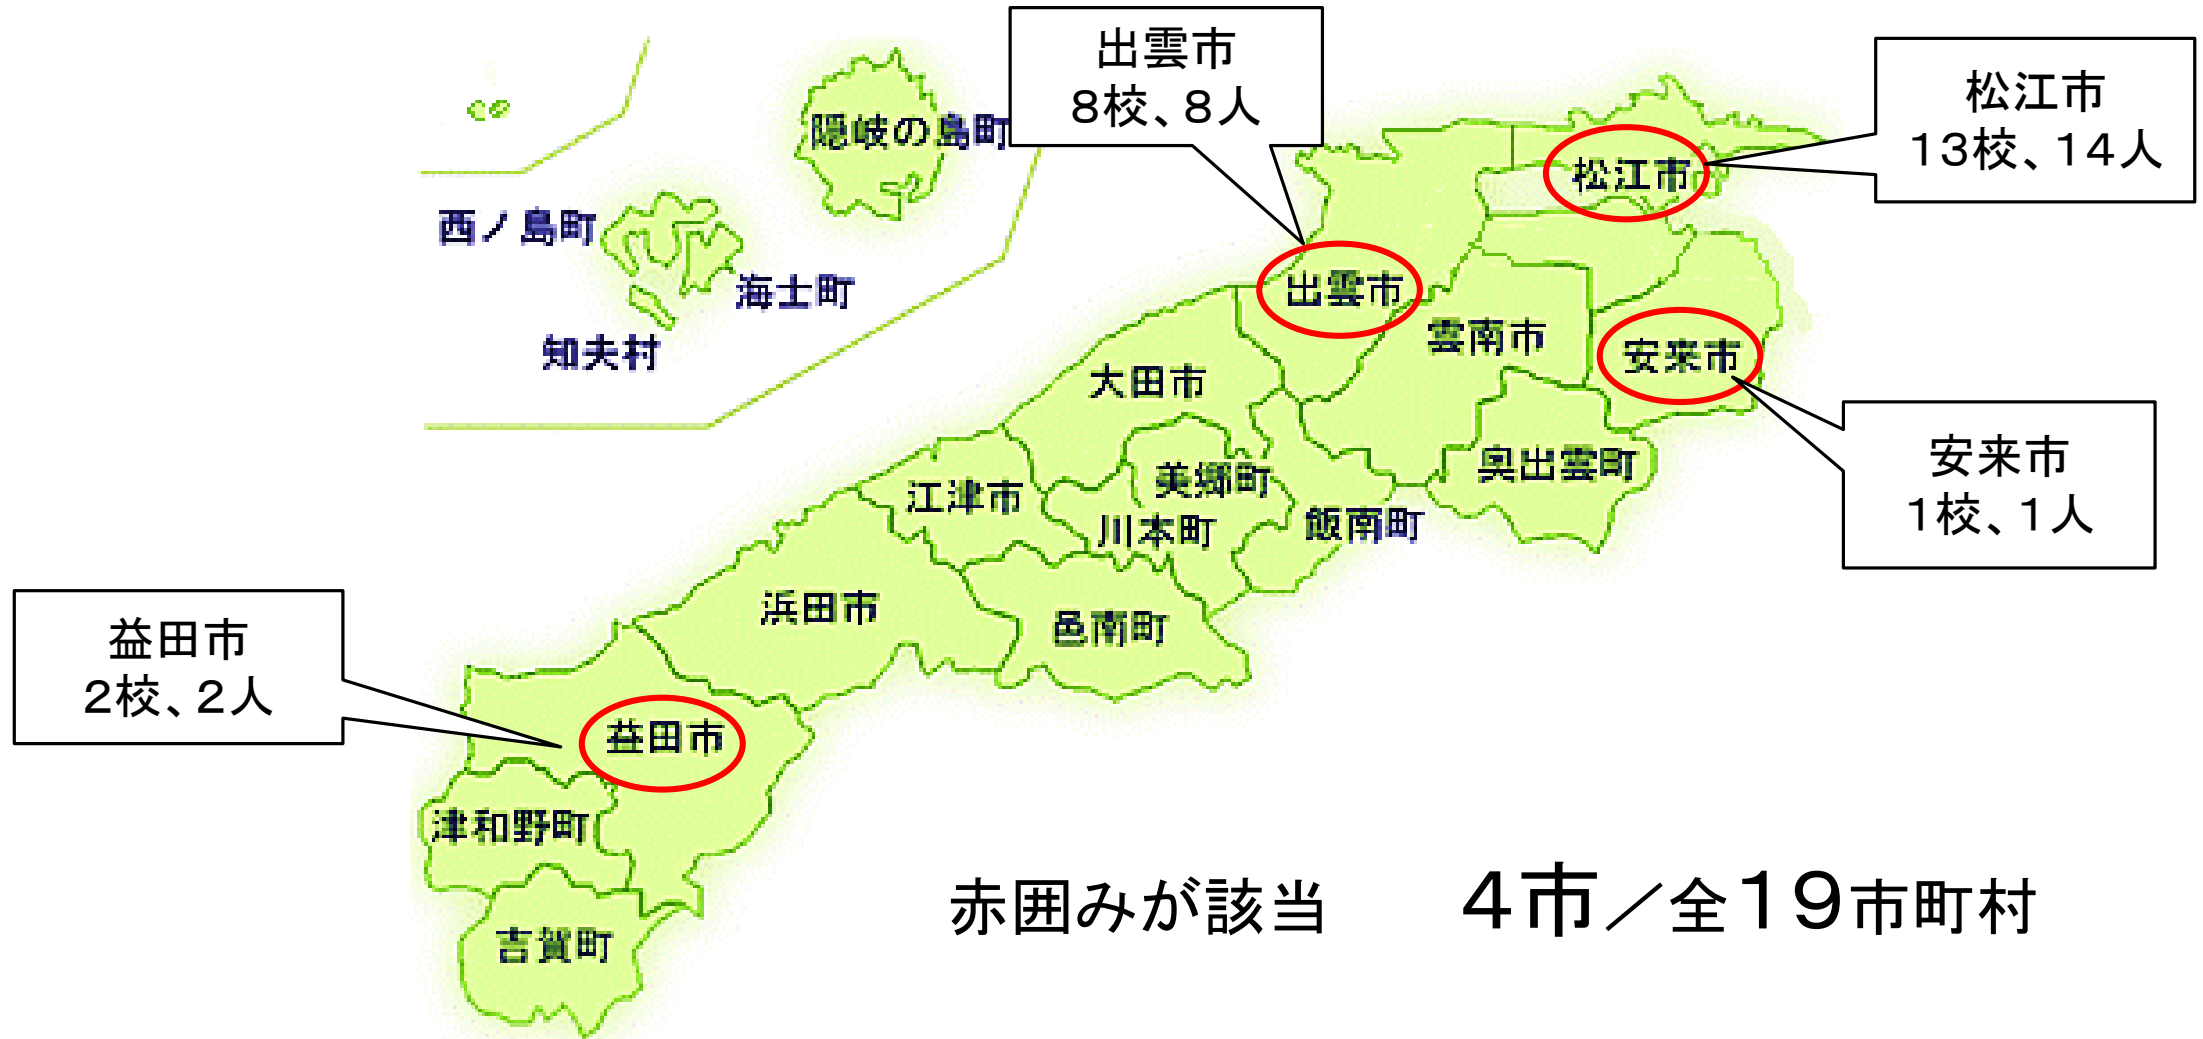 出雲市
8校、8人
松江市
13校、14人
隠岐の島町
松江市
西ノ島町
海士町
出雲市
知夫村
雲南市
安来市
大田市
安来市
1校、1人
美郷町
奥出雲町
江津市
川本町
飯南町
浜田市
邑南町
益田市
2校、2人
益田市
津和野町
吉賀町
赤囲みが該当 4市／全19市町村